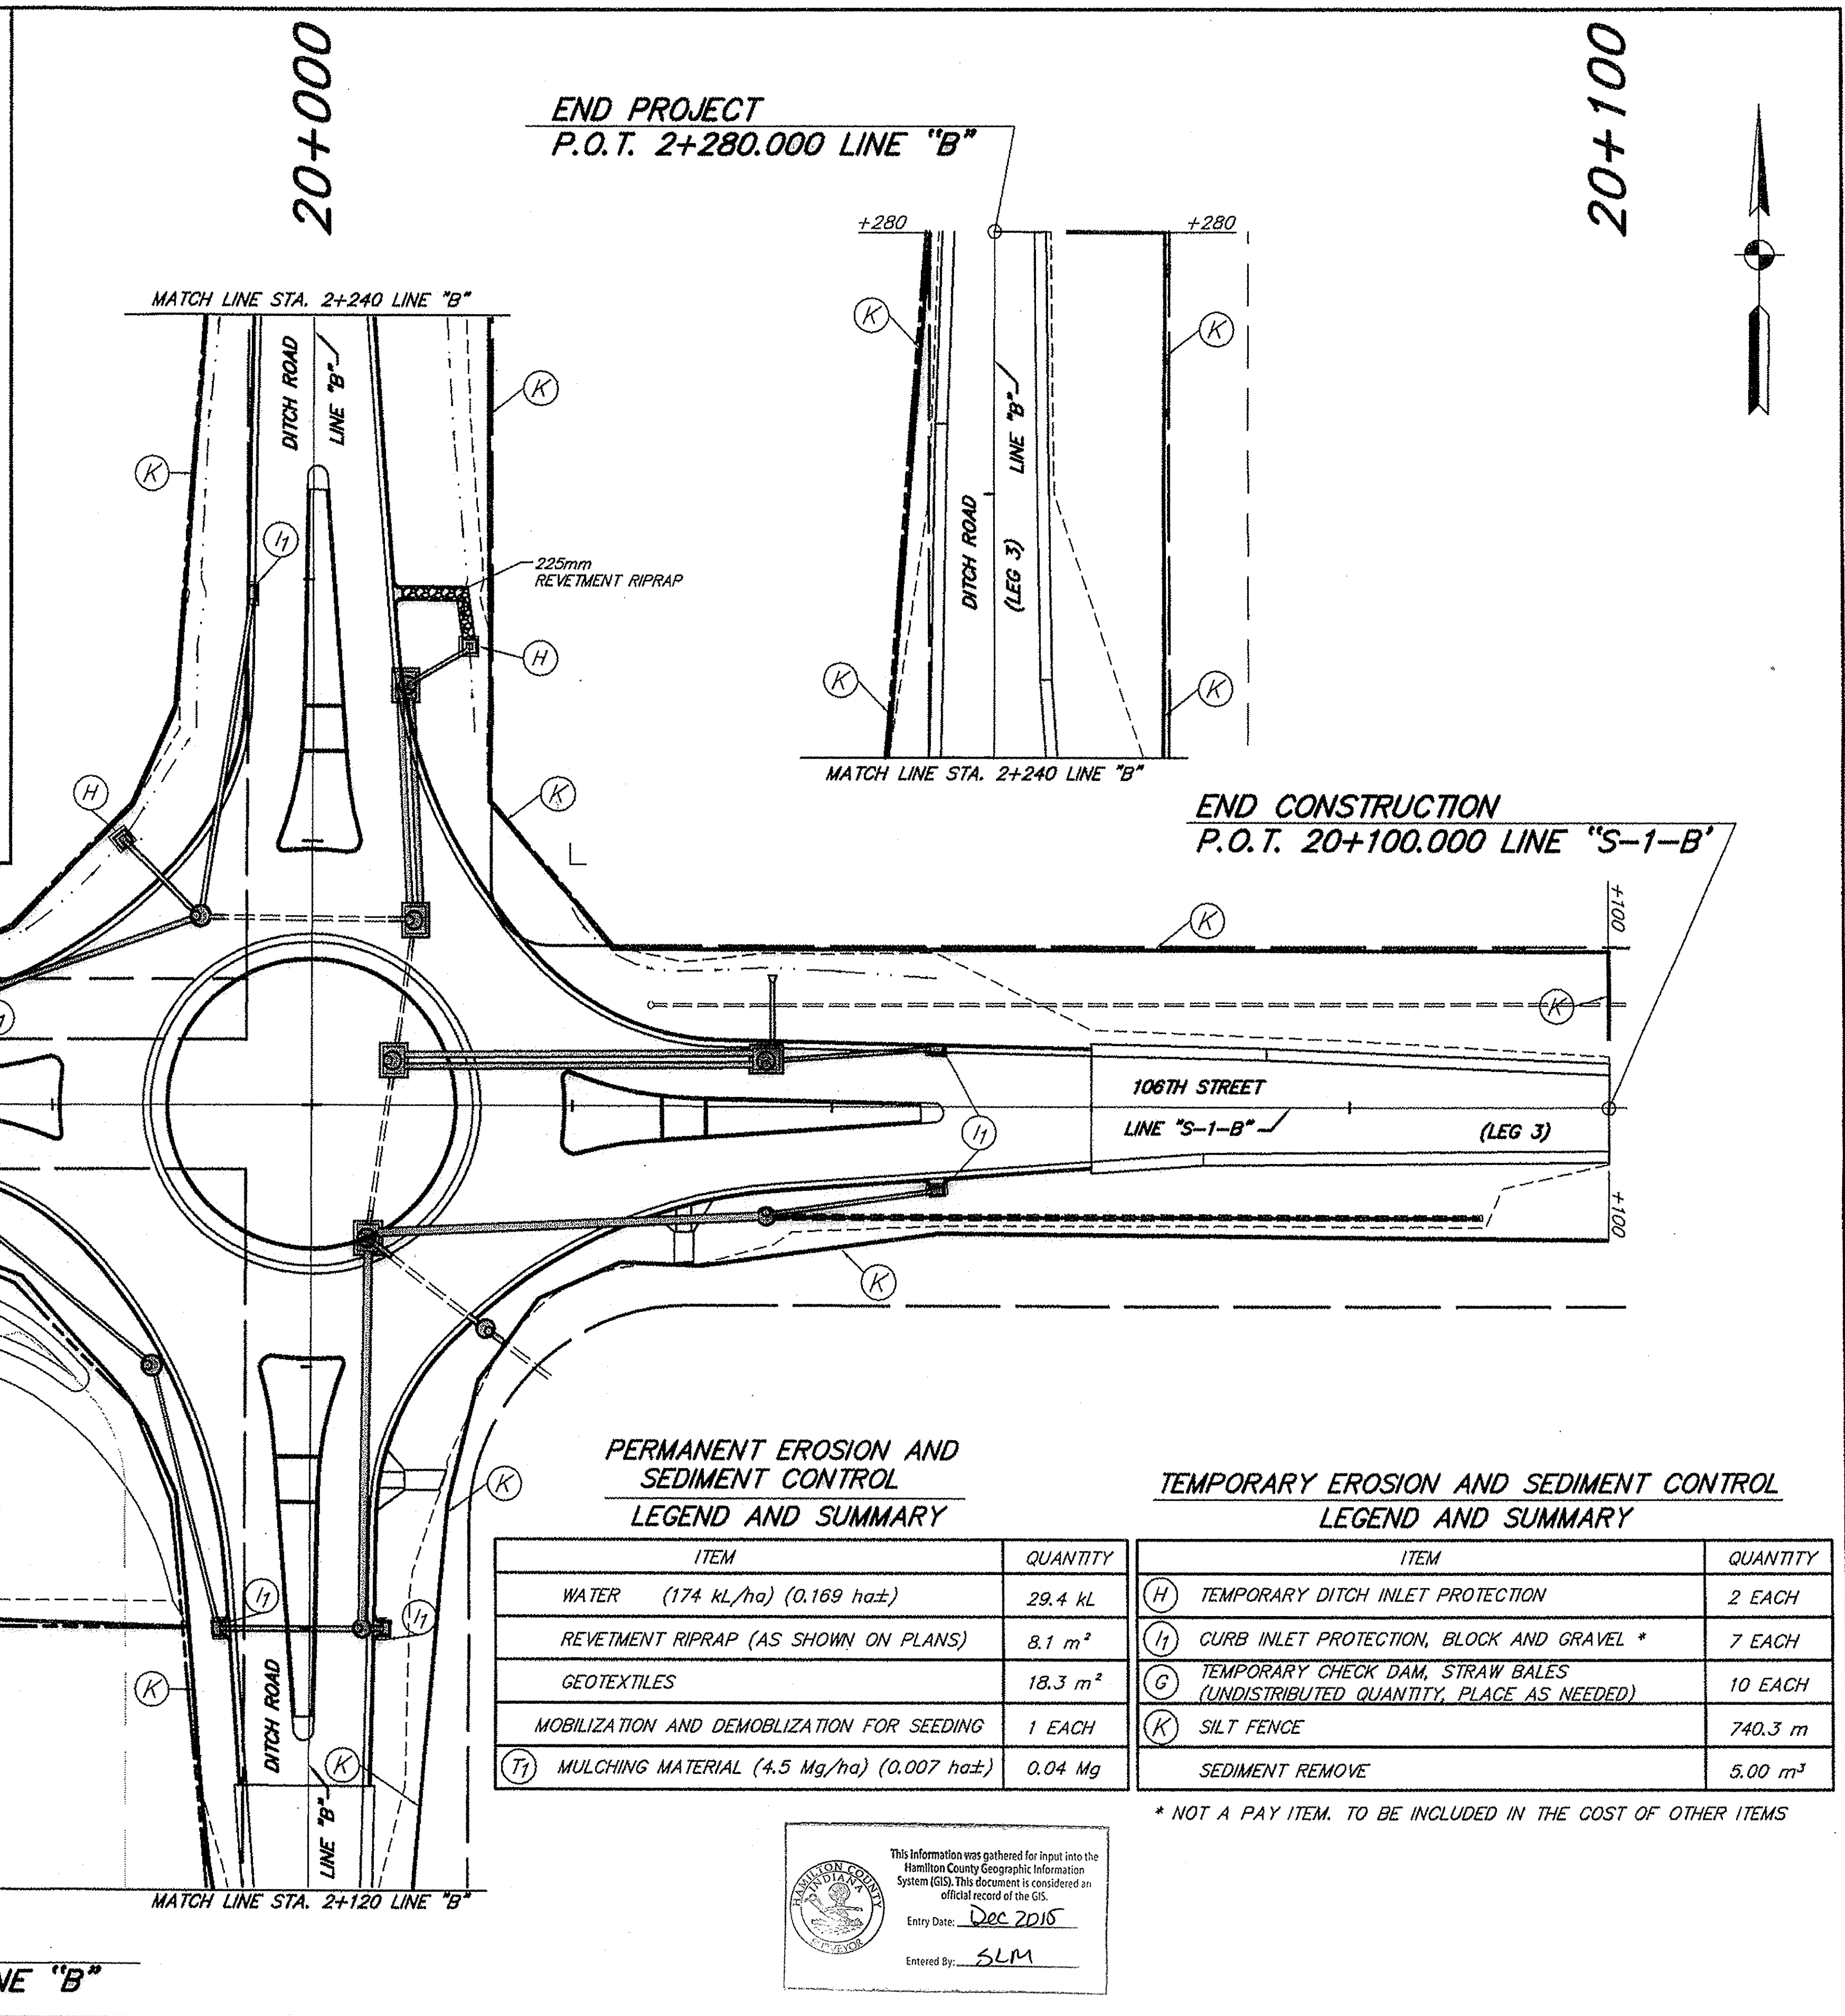 20+000
20+100
END PROJECT
P.O.T. 2+280.000 LINE "B"
+280
+280
MATCH LINE STA. 2+240 LINE "B"
K
K
DITCH ROAD
LINE "B"
K
K
I1
225mm
REVETMENT RIPRAP
H
DITCH ROAD
LINE "B"
(LEG 3)
K
K
MATCH LINE STA. 2+240 LINE "B"
H
K
END CONSTRUCTION
P.O.T. 20+100.000 LINE "S-1-B'
+100
K
K
106TH STREET
LINE "S-1-B"
(LEG 3)
I1
+100
K
K
PERMANENT EROSION AND
SEDIMENT CONTROL
LEGEND AND SUMMARY
ITEM QUANTITY
WATER (174 kL/ha) (0.169 ha±) 29.4 kL
REVETMENT RIPRAP (AS SHOWN ON PLANS) 8.1 m²
GEOTEXTILES 18.3 m²
MOBILIZATION AND DEMOBLIZATION FOR SEEDING 1 EACH
T1 MULCHING MATERIAL (4.5 Mg/ha) (0.007 ha±) 0.04 Mg
TEMPORARY EROSION AND SEDIMENT CONTROL
LEGEND AND SUMMARY
ITEM QUANTITY
H TEMPORARY DITCH INLET PROTECTION 2 EACH
I1 CURB INLET PROTECTION, BLOCK AND GRAVEL * 7 EACH
G TEMPORARY CHECK DAM, STRAW BALES
(UNDISTRIBUTED QUANTITY, PLACE AS NEEDED) 10 EACH
K SILT FENCE 740.3 m
SEDIMENT REMOVE 5.00 m³
* NOT A PAY ITEM. TO BE INCLUDED IN THE COST OF OTHER ITEMS
I1
I1
K
DITCH ROAD
K
LINE "B"
MATCH LINE STA. 2+120 LINE "B"
HAMILTON COUNTY
INDIANA
SURVEYOR
This Information was gathered for input into the
Hamilton County Geographic Information
System (GIS). This document is considered an
official record of the GIS.
Entry Date: Dec 2015
Entered By: SLM
NE "B"